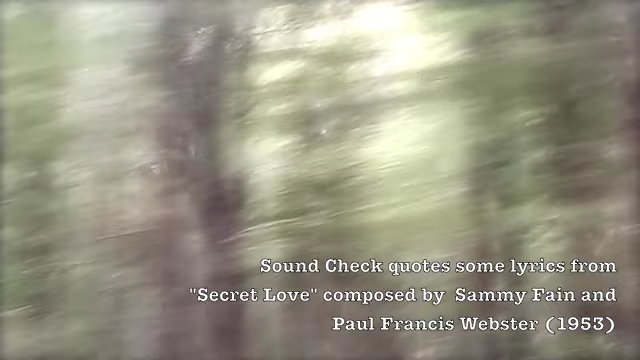 Sound Check quotes some lyrics from
"Secret Love" composed by  Sammy Fain and
Paul Francis Webster (1953)